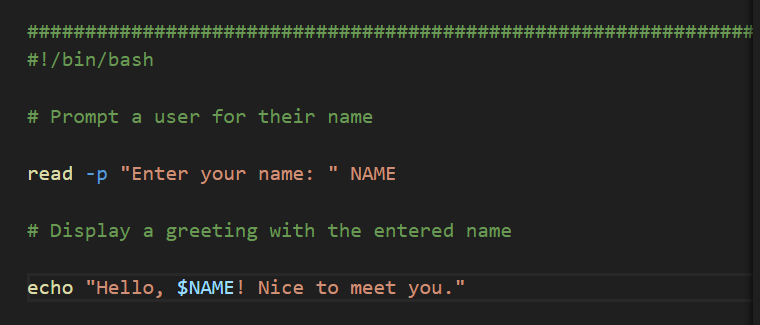 ###############################################################
#!/bin/bash
# Prompt a user for their name
read -p "Enter your name: " NAME
# Display a greeting with the entered name
echo "Hello, $NAME! Nice to meet you."